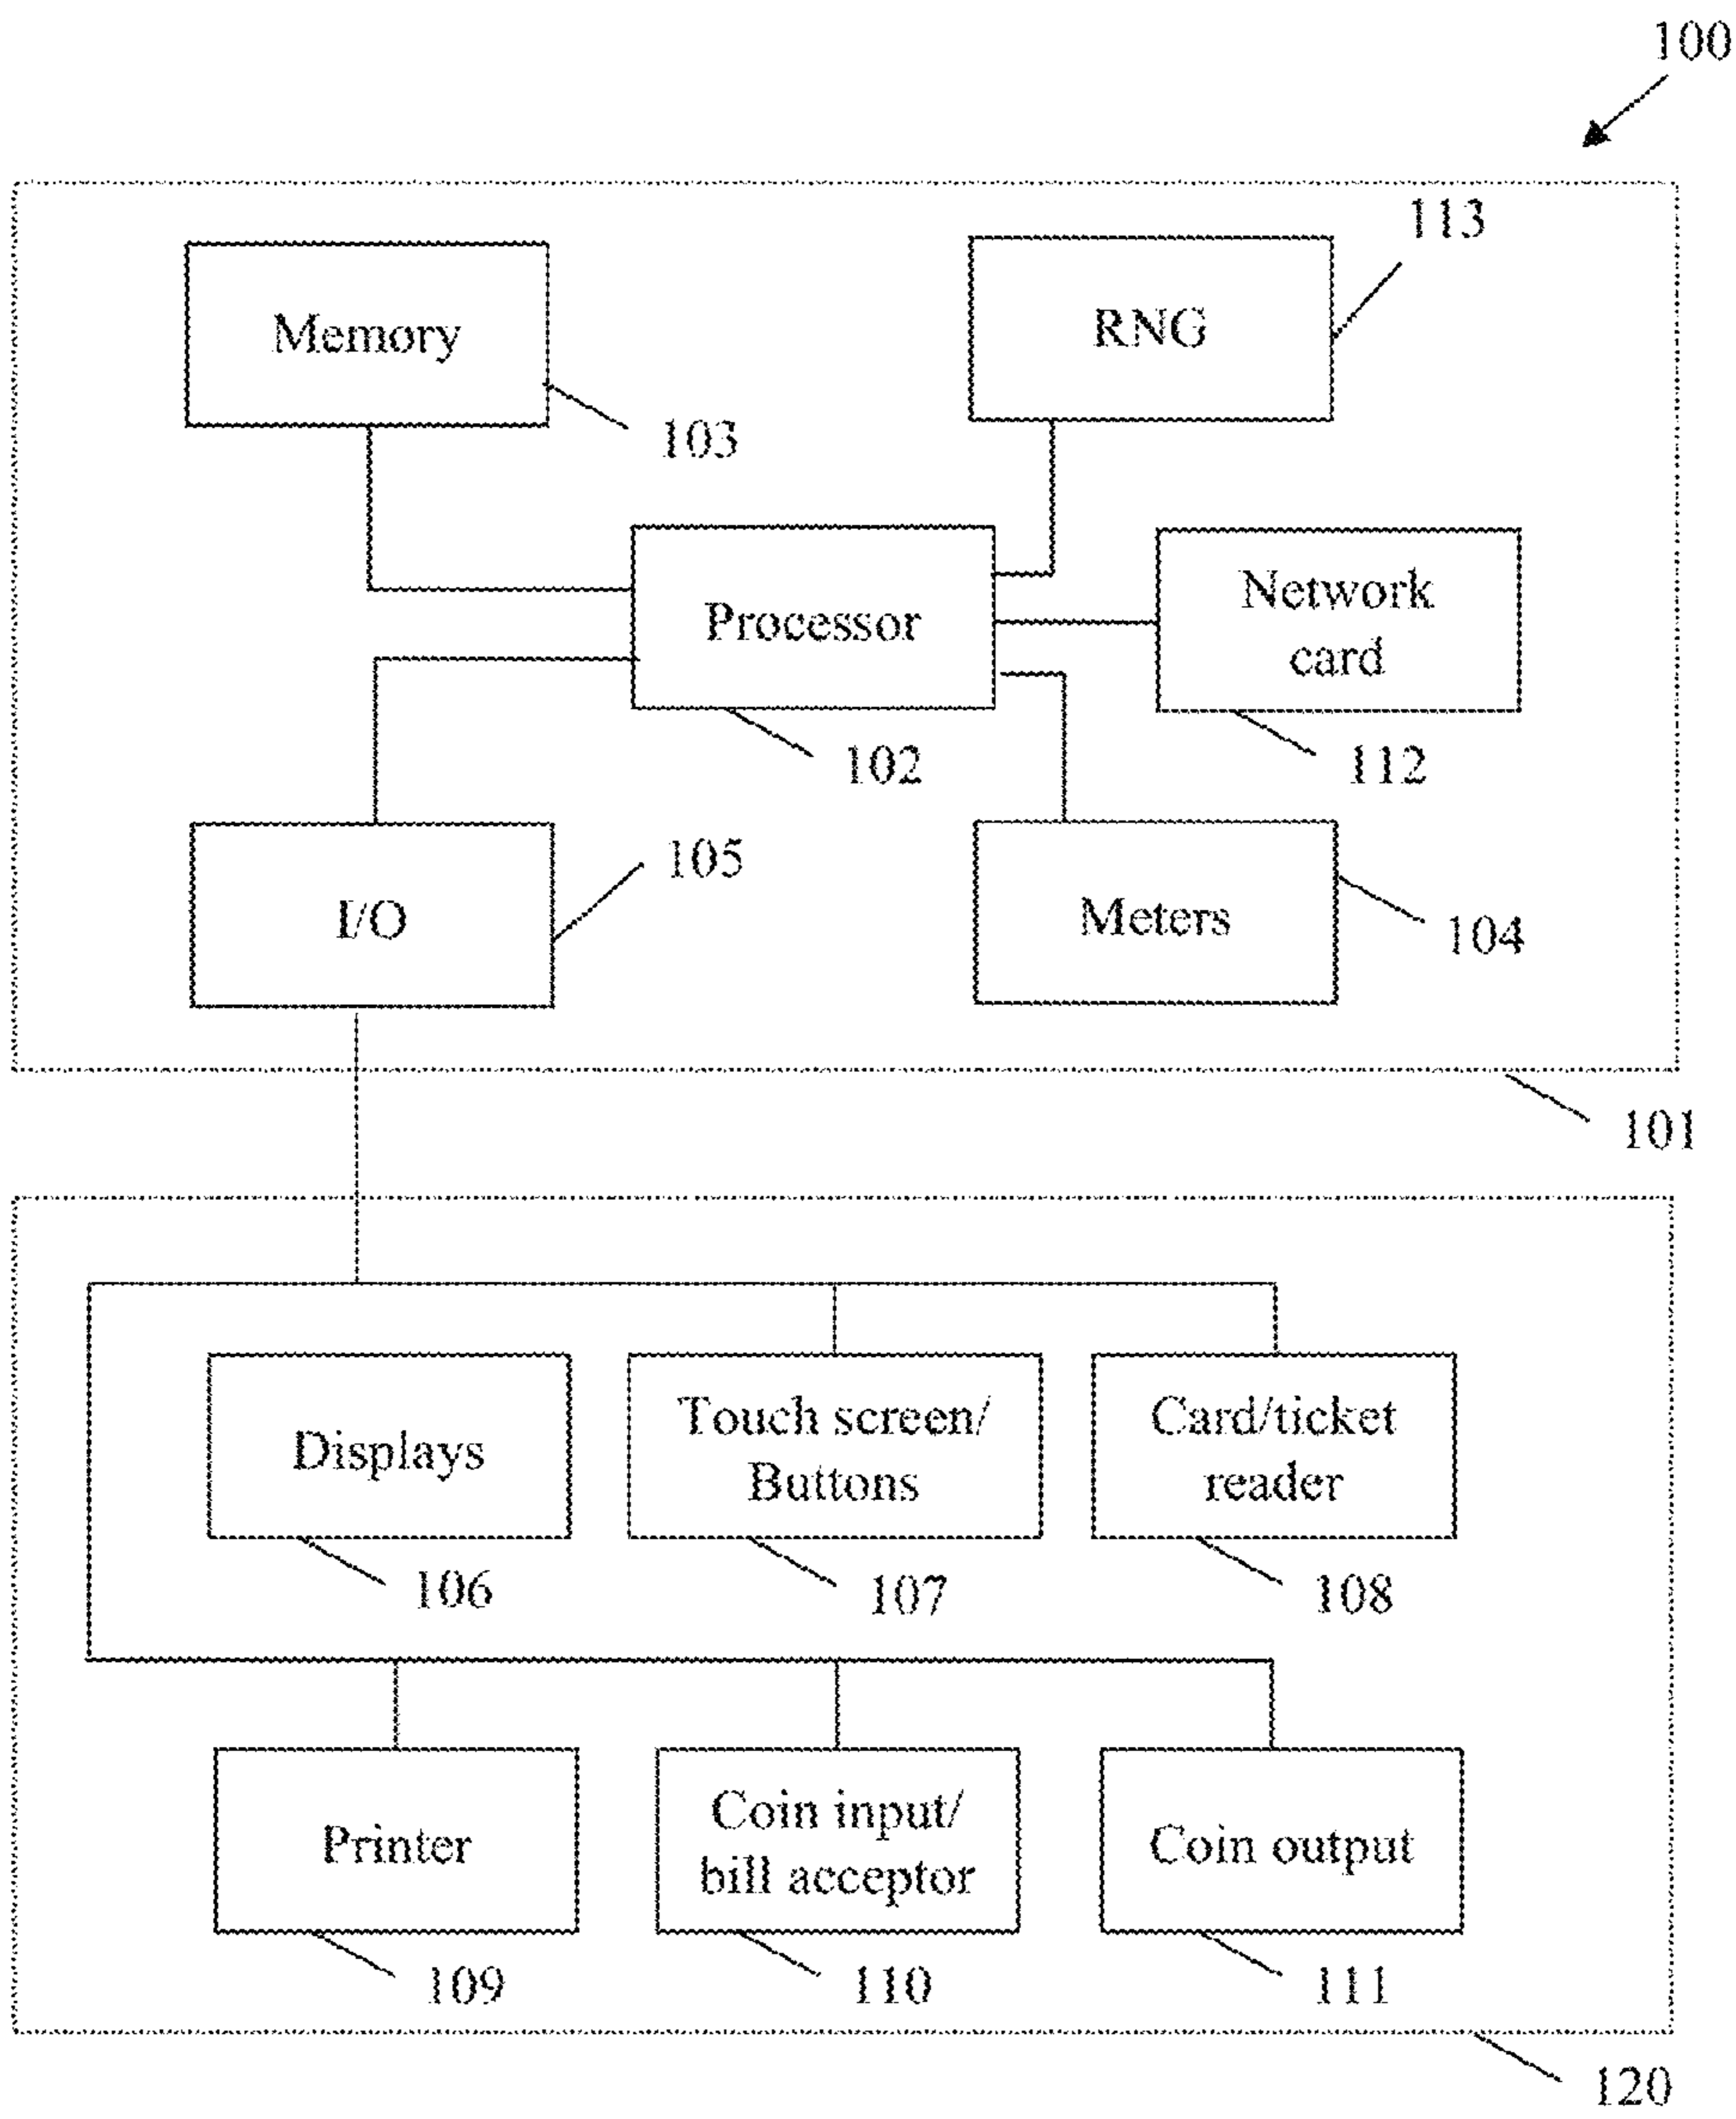 100
113
Memory
RNG
103
Network
card
Processor
102
112
105
I/O
Meters
104
101
Displays
Touch screen/
Buttons
Card/ticket
reader
106
107
108
Printer
Coin input/
bill acceptor
Coin output
109
110
111
120